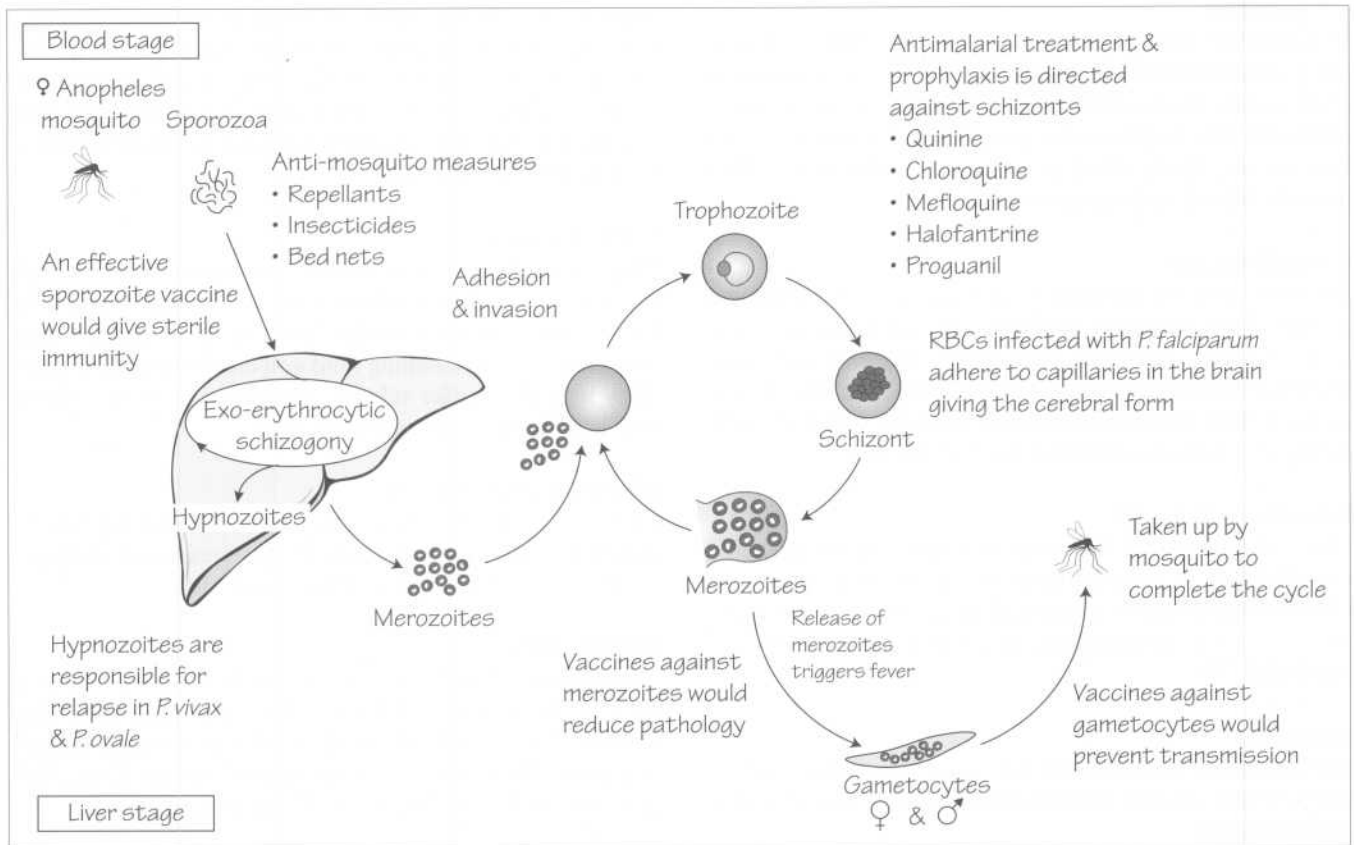 Blood stage
♀ Anopheles
mosquito
Sporozoa
Anti-mosquito measures
• Repellants
• Insecticides
• Bed nets
An effective
sporozoite vaccine
would give sterile
immunity
Adhesion
& invasion
Trophozoite
Antimalarial treatment &
prophylaxis is directed
against schizonts
• Quinine
• Chloroquine
• Mefloquine
• Halofantrine
• Proguanil
RBCs infected with P. falciparum
adhere to capillaries in the brain
giving the cerebral form
Schizont
Exo-erythrocytic
schizogony
Hypnozoites
Merozoites
Merozoites
Taken up by
mosquito to
complete the cycle
Hypnozoites are
responsible for
relapse in P. vivax
& P. ovale
Vaccines against
merozoites would
reduce pathology
Release of
merozoites
triggers fever
Vaccines against
gametocytes would
prevent transmission
Gametocytes
♀ & ♂
Liver stage